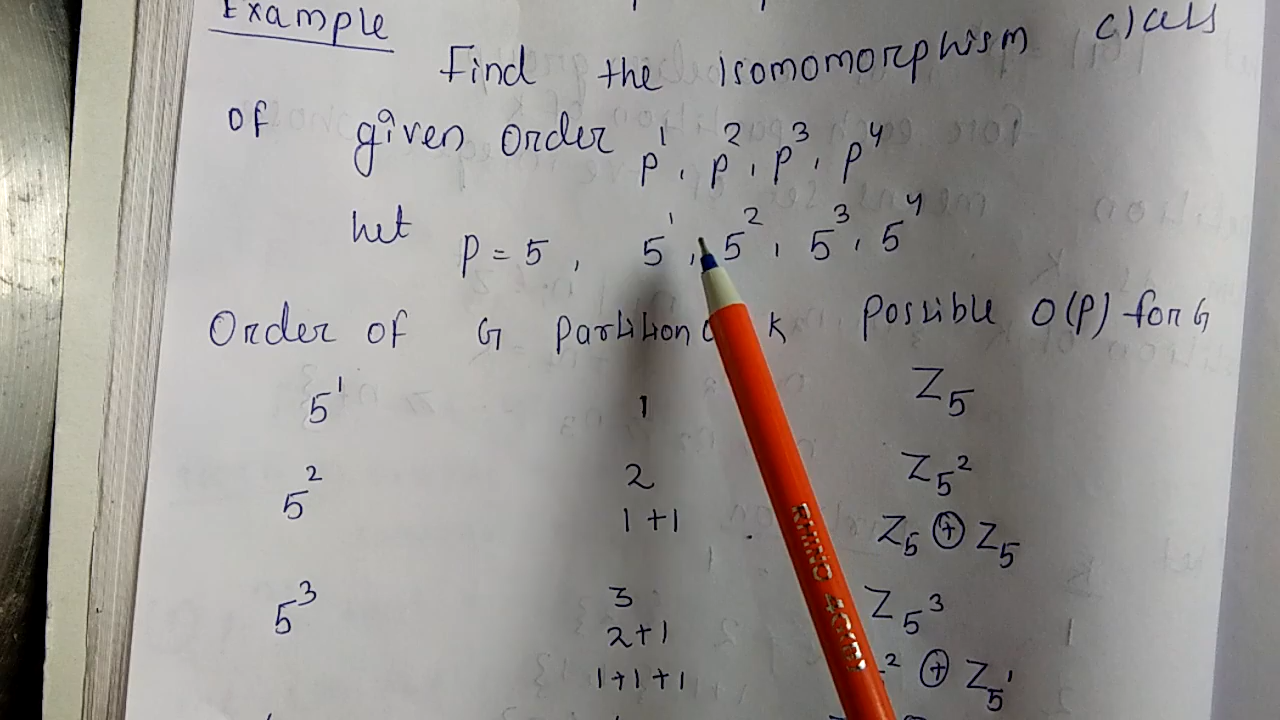 Example
Find the Isomomorphism class
of given order p¹, p², p³, p⁴
Let p = 5, 5¹, 5², 5³, 5⁴
Order of G Partition K Possible O(P) for G
5¹ 1 Z₅
5² 2 Z₅²
1+1 Z₅ ⊕ Z₅
5³ 3 Z₅³
2+1 ² ⊕ Z₅¹
1+1+1
RHINO